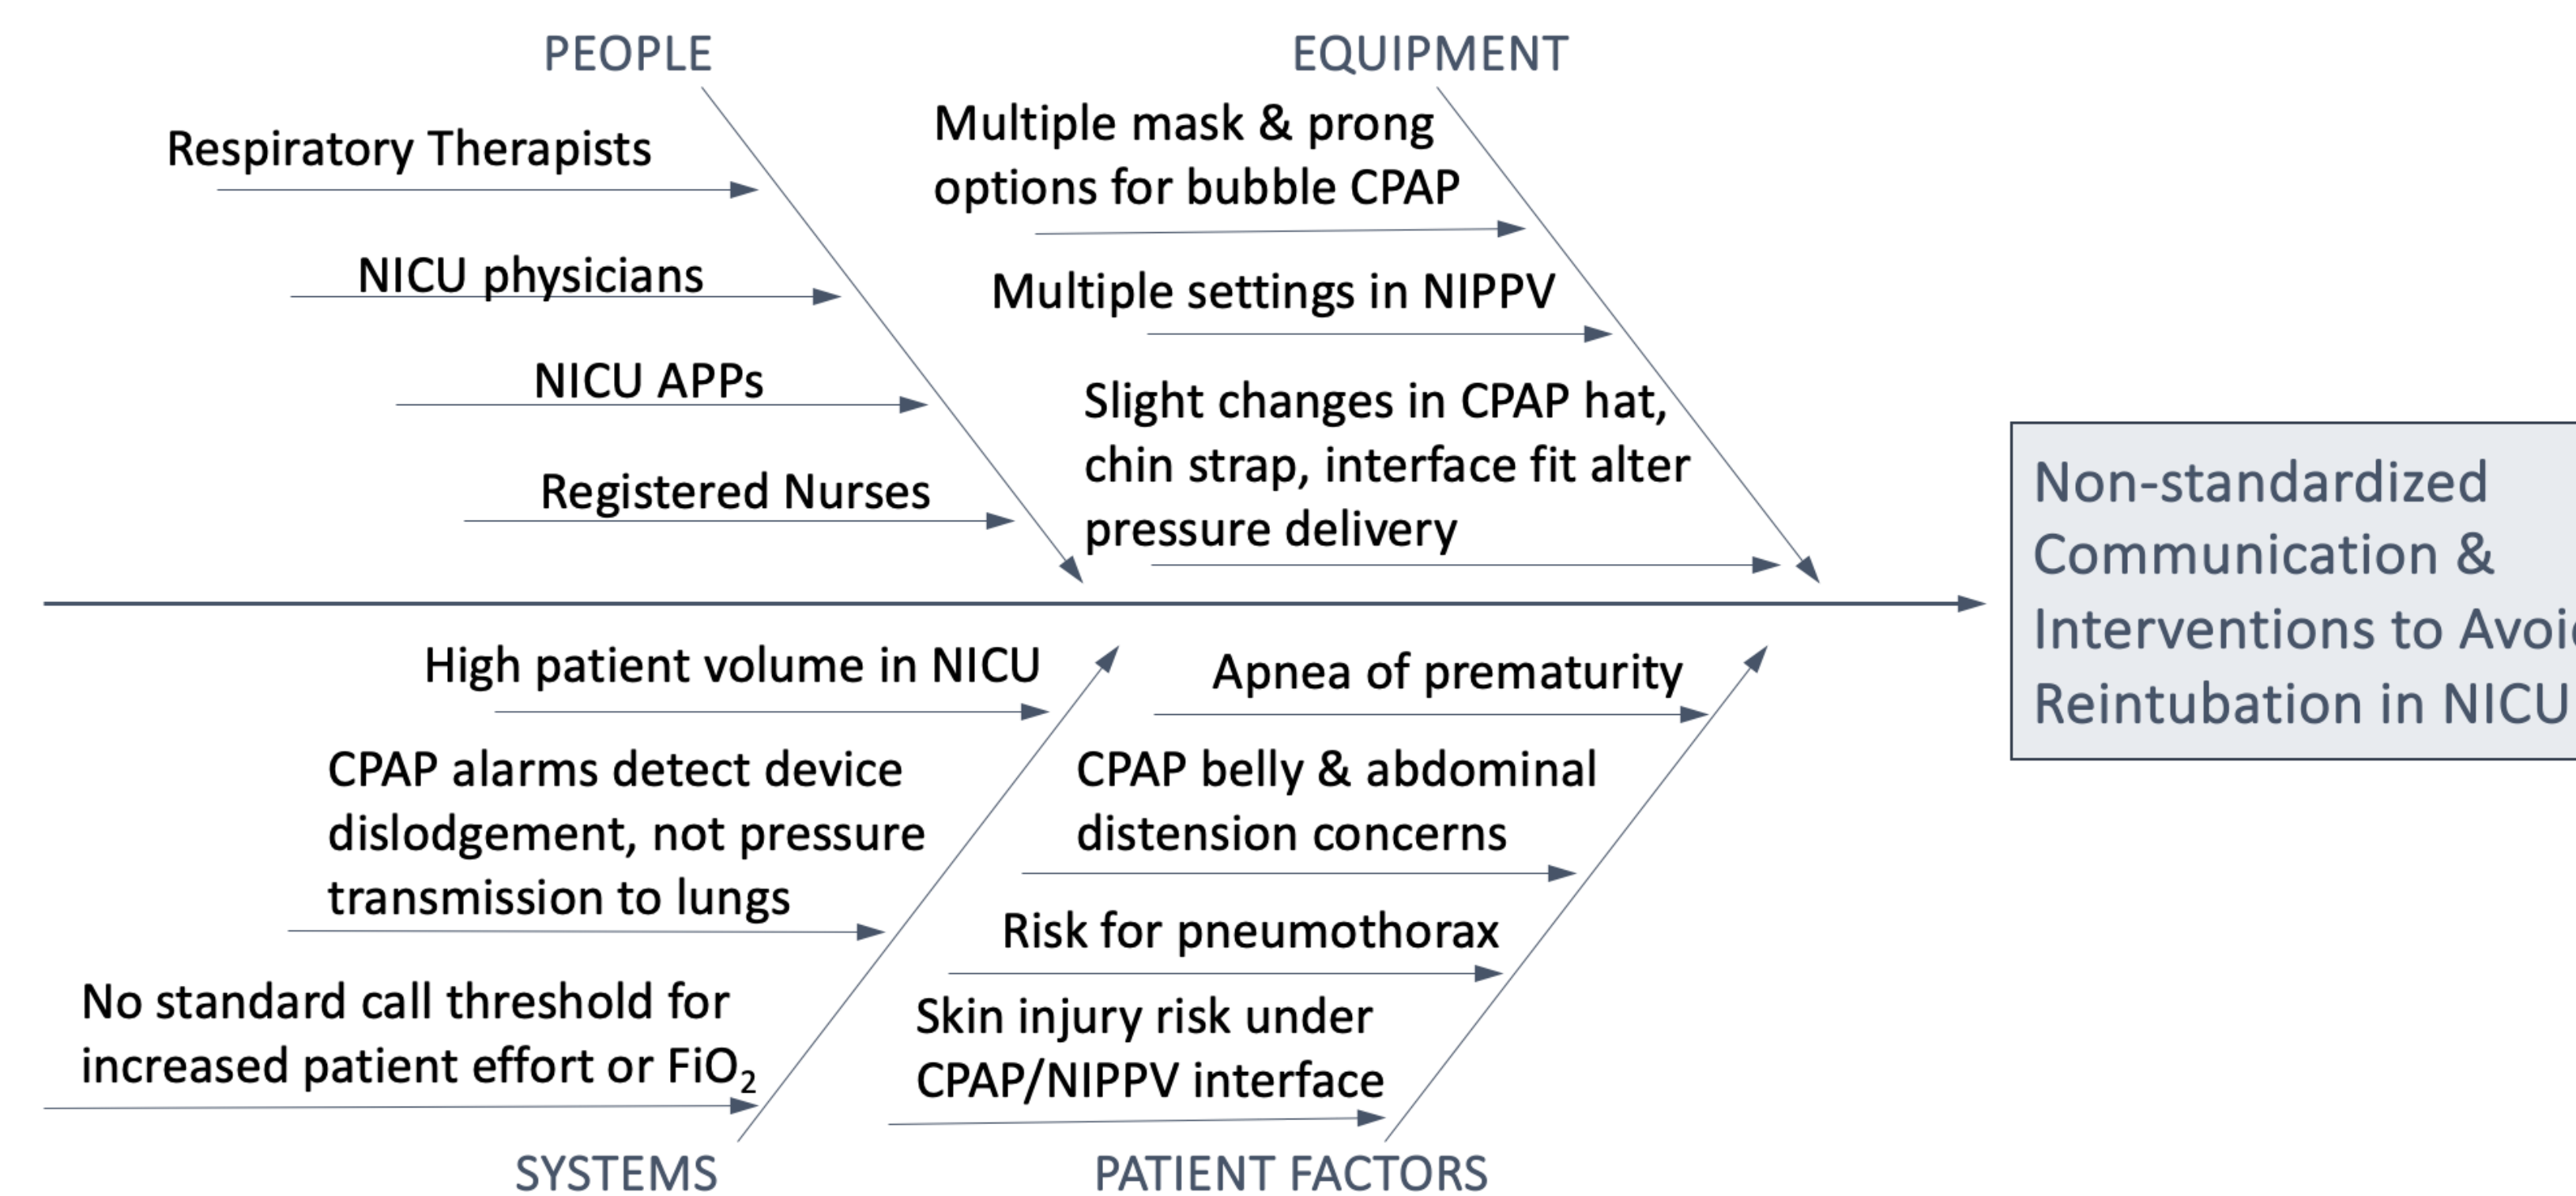 PEOPLE
Respiratory Therapists
NICU physicians
NICU APPs
Registered Nurses
EQUIPMENT
Multiple mask & prong
options for bubble CPAP
Multiple settings in NIPPV
Slight changes in CPAP hat,
chin strap, interface fit alter
pressure delivery
High patient volume in NICU
CPAP alarms detect device
dislodgement, not pressure
transmission to lungs
No standard call threshold for
increased patient effort or FiO₂
SYSTEMS
Apnea of prematurity
CPAP belly & abdominal
distension concerns
Risk for pneumothorax
Skin injury risk under
CPAP/NIPPV interface
PATIENT FACTORS
Non-standardized
Communication &
Interventions to
Reintubation in NICU